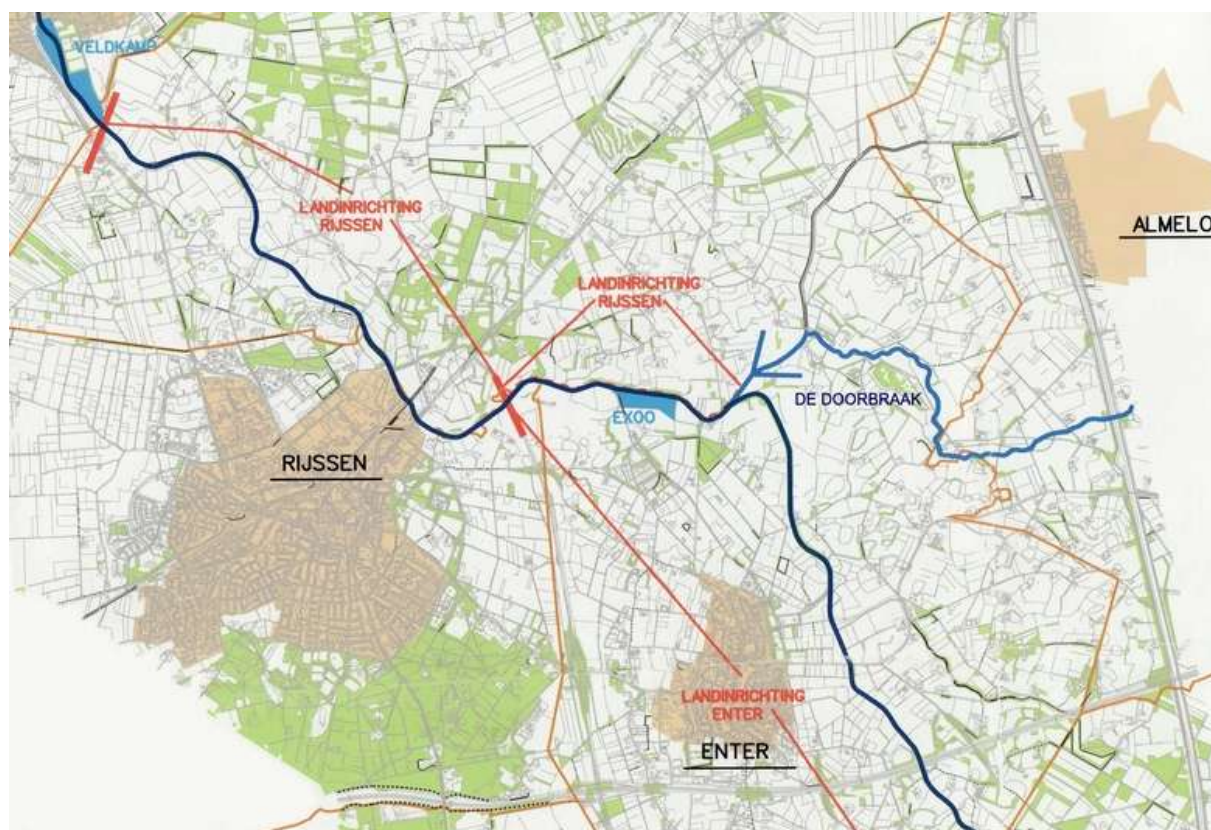 VELDKAMP
LANDINRICHTING
RIJSSEN
ALMELO
LANDINRICHTING
RIJSSEN
DE DOORBRAAK
EXOO
RIJSSEN
LANDINRICHTING
ENTER
ENTER